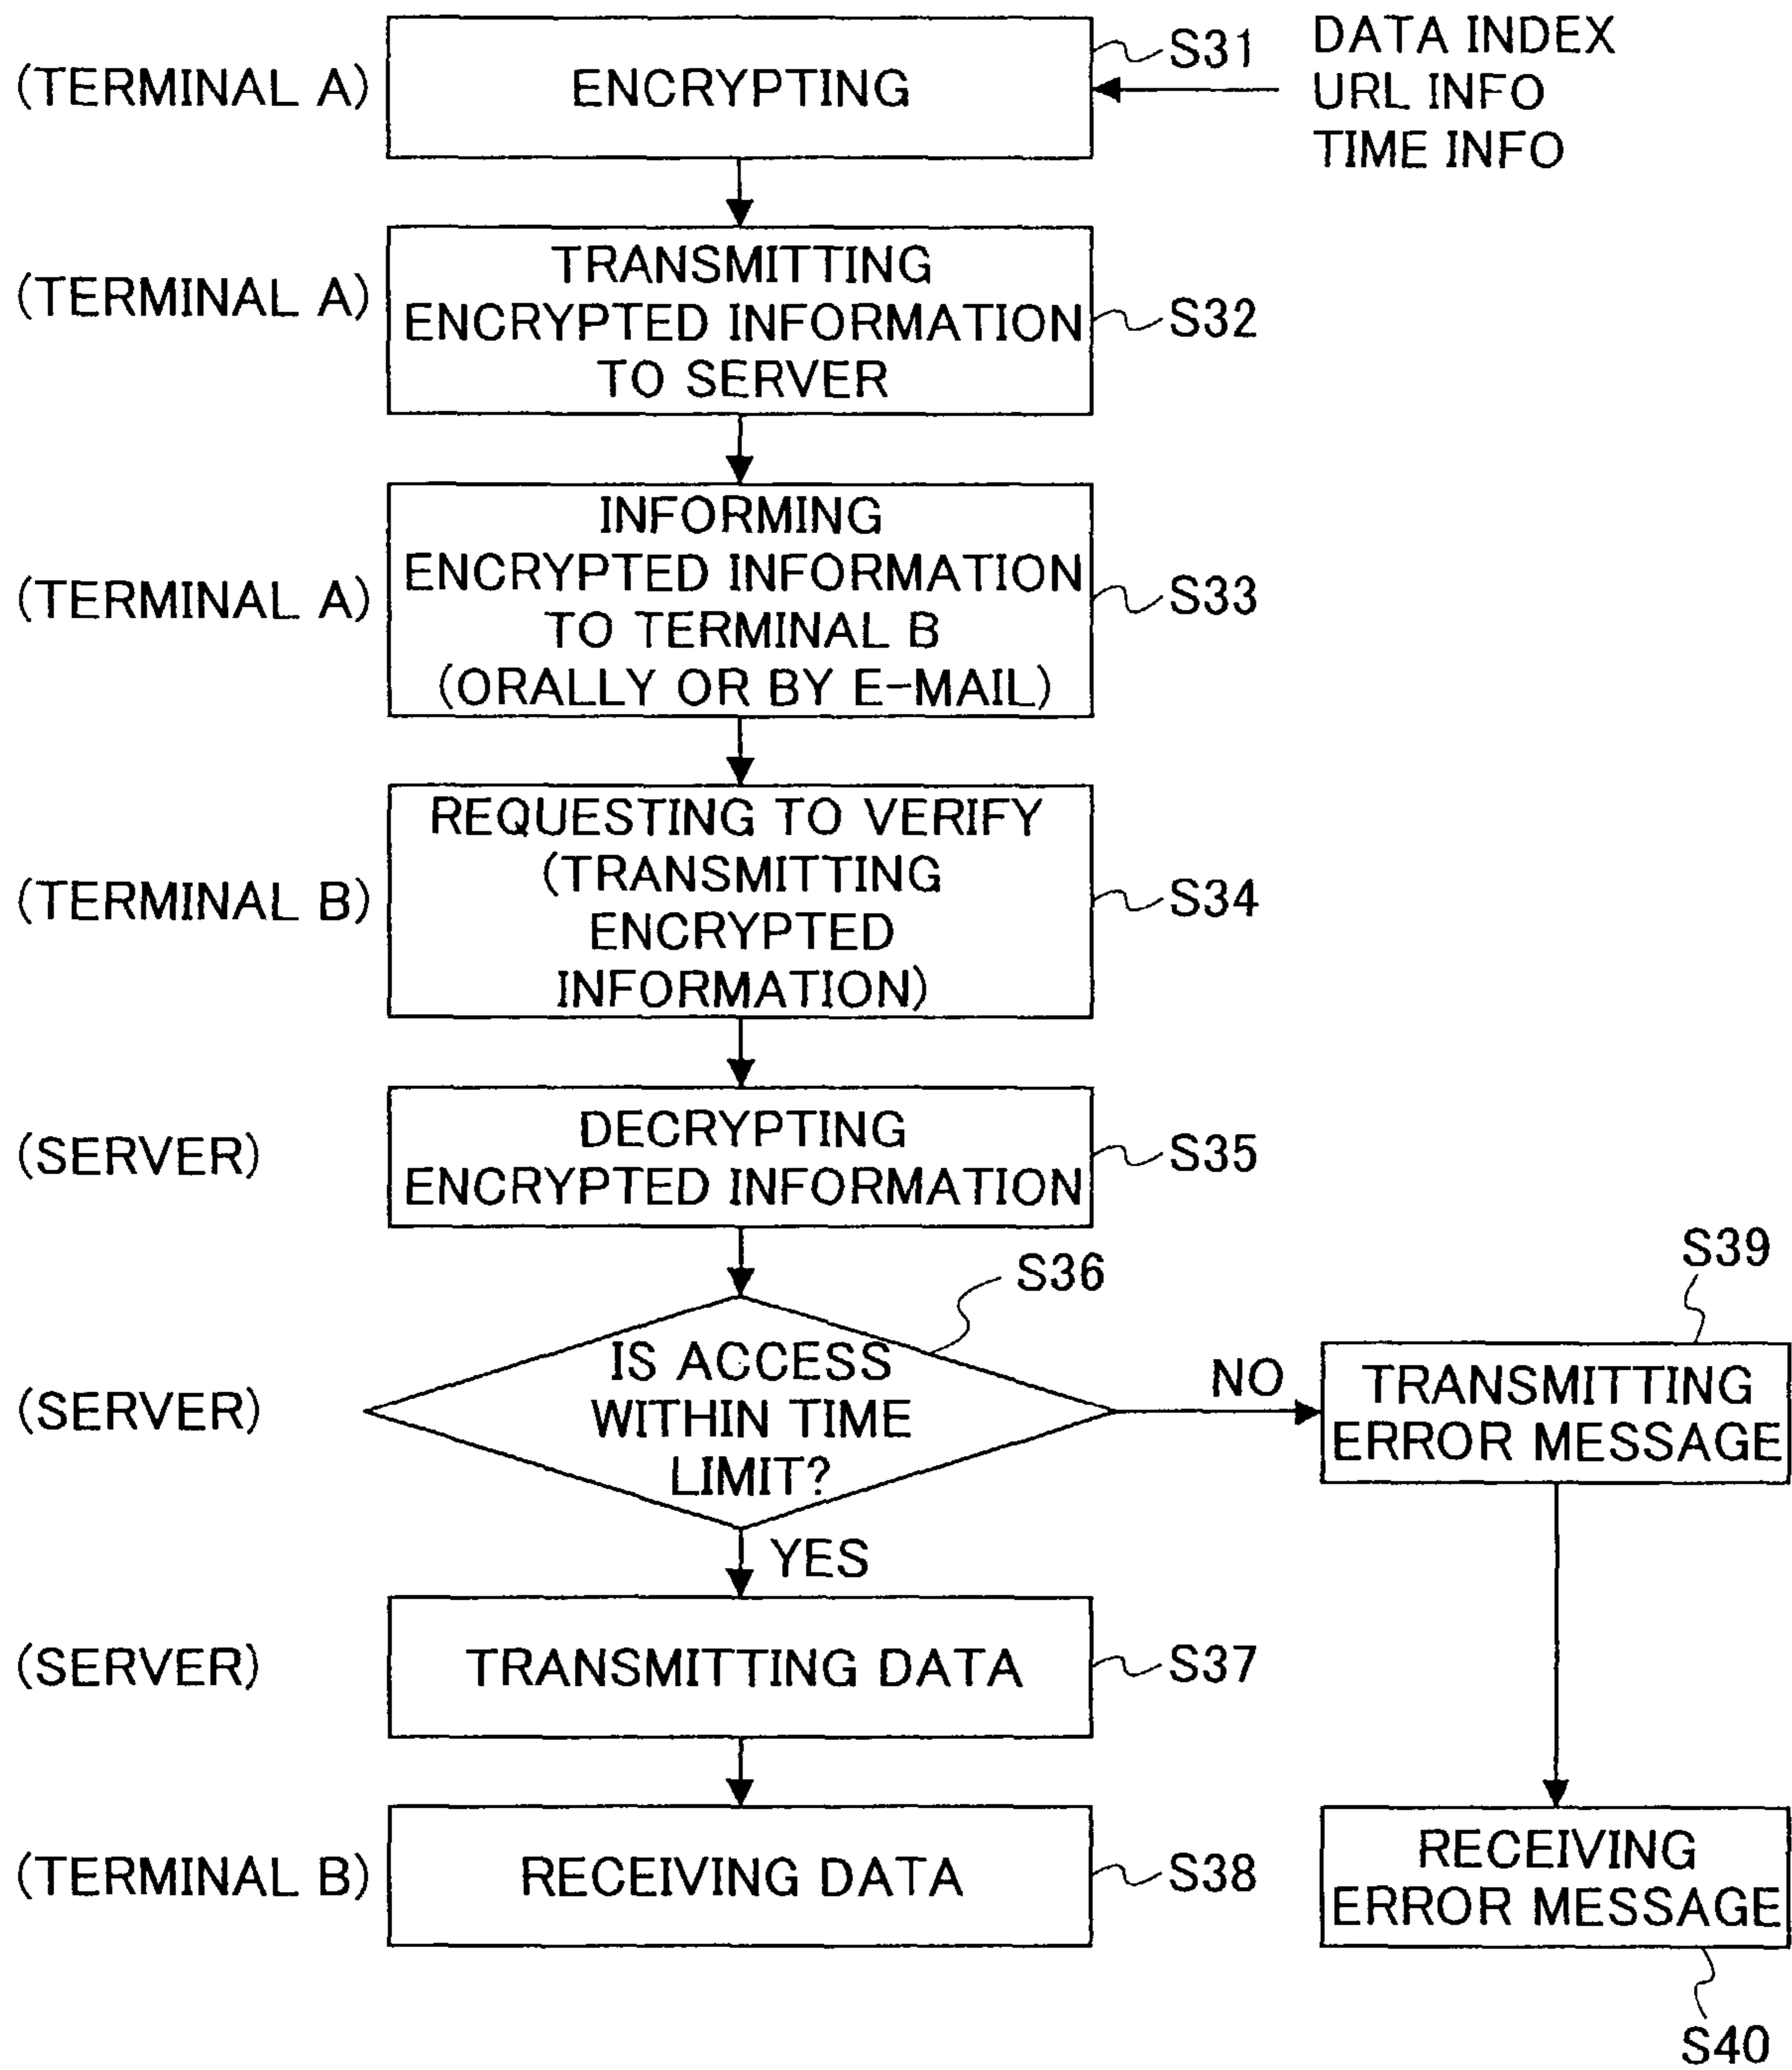 (TERMINAL A)
ENCRYPTING
S31
DATA INDEX
URL INFO
TIME INFO
(TERMINAL A)
TRANSMITTING
ENCRYPTED INFORMATION
TO SERVER
S32
(TERMINAL A)
INFORMING
ENCRYPTED INFORMATION
TO TERMINAL B
(ORALLY OR BY E-MAIL)
S33
(TERMINAL B)
REQUESTING TO VERIFY
(TRANSMITTING
ENCRYPTED
INFORMATION)
S34
(SERVER)
DECRYPTING
ENCRYPTED INFORMATION
S35
(SERVER)
IS ACCESS
WITHIN TIME
LIMIT?
S36
NO
YES
S39
TRANSMITTING
ERROR MESSAGE
(SERVER)
TRANSMITTING DATA
S37
(TERMINAL B)
RECEIVING DATA
S38
RECEIVING
ERROR MESSAGE
S40